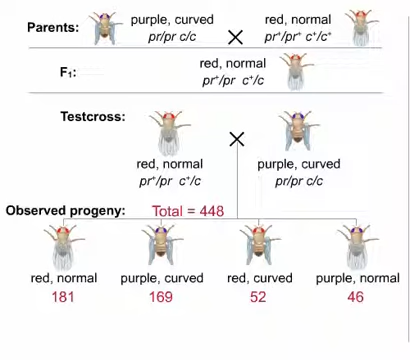 Parents:
purple, curved
pr/pr c/c
red, normal
pr⁺/pr⁺ c⁺/c⁺
F₁:
red, normal
pr⁺/pr c⁺/c
Testcross:
red, normal
pr⁺/pr c⁺/c
purple, curved
pr/pr c/c
Observed progeny: Total = 448
red, normal
181
purple, curved
169
red, curved
52
purple, normal
46